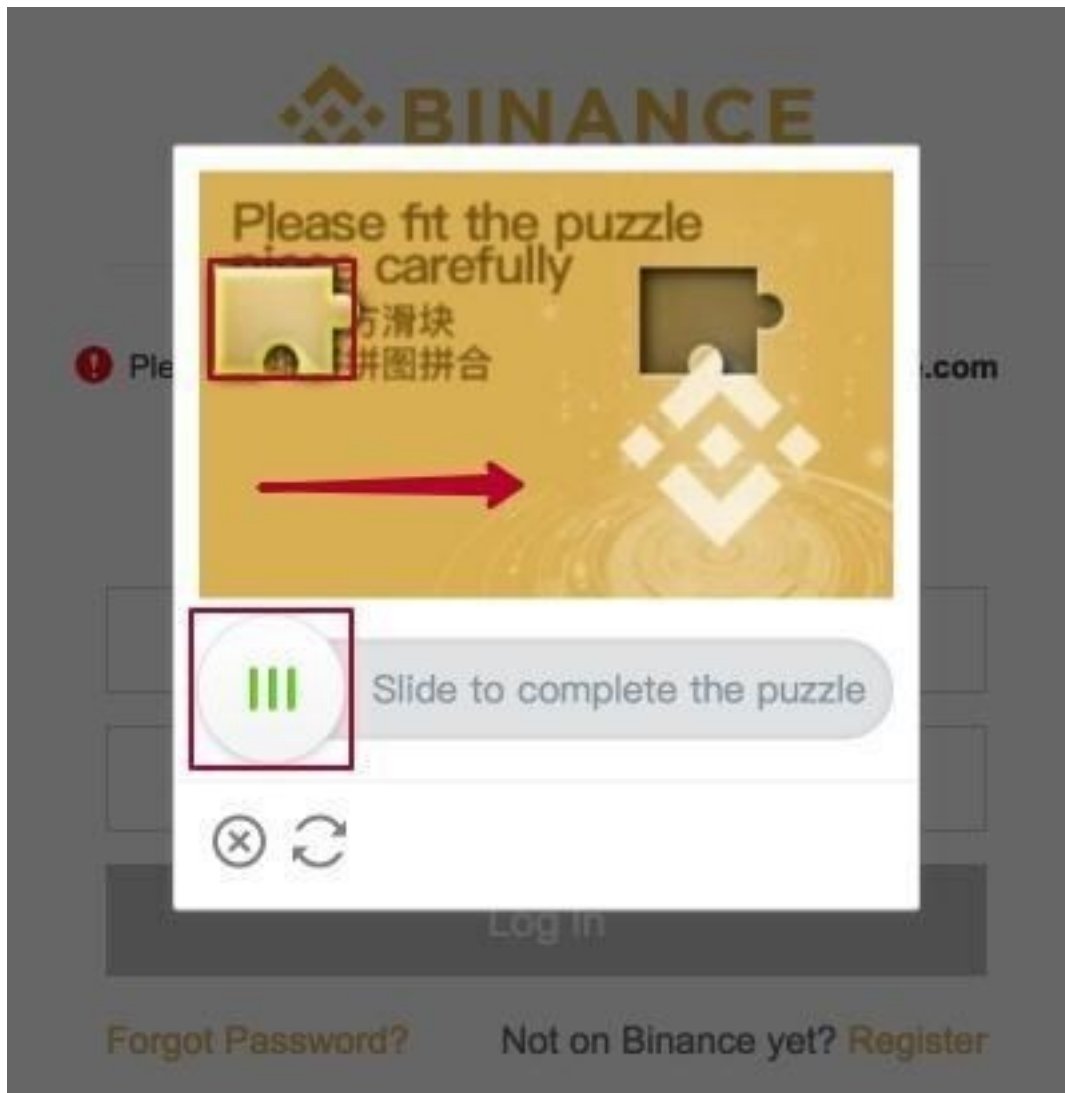 BINANCE
Please fit the puzzle
carefully
方滑块
拼图拼合
Ple
.com
Slide to complete the puzzle
Log In
Forgot Password?
Not on Binance yet? Register